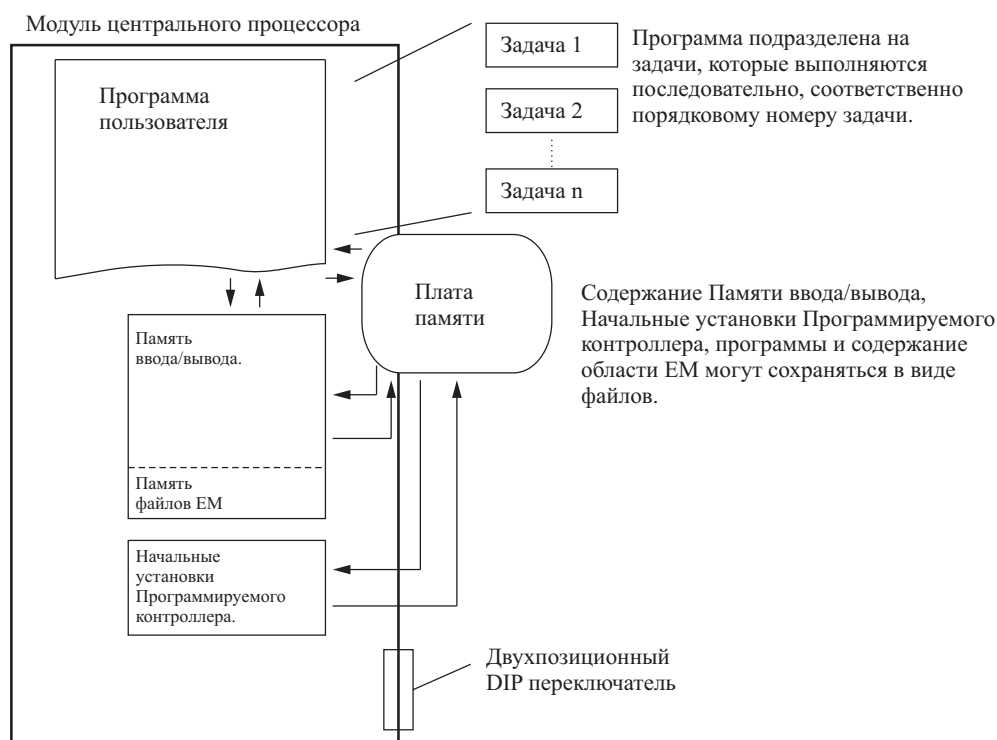 Модуль центрального процессора
Программа
пользователя
Задача 1
Задача 2
Задача n
Программа подразделена на
задачи, которые выполняются
последовательно, соответственно
порядковому номеру задачи.
Плата
памяти
Содержание Памяти ввода/вывода,
Начальные установки Программируемого
контроллера, программы и содержание
области EM могут сохраняться в виде
файлов.
Память
ввода/вывода.
Память
файлов EM
Начальные
установки
Программируемого
контроллера.
Двухпозиционный
DIP переключатель